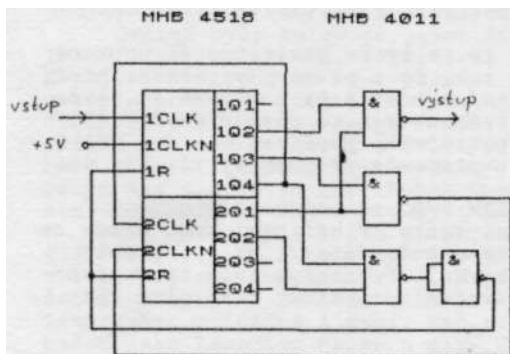 MHB 4518
MHB 4011
vstup
+5V
1CLK
1CLKN
1R
2CLK
2CLKN
2R
1Q1
1Q2
1Q3
1Q4
2Q1
2Q2
2Q3
2Q4
&
&
&
&
výstup